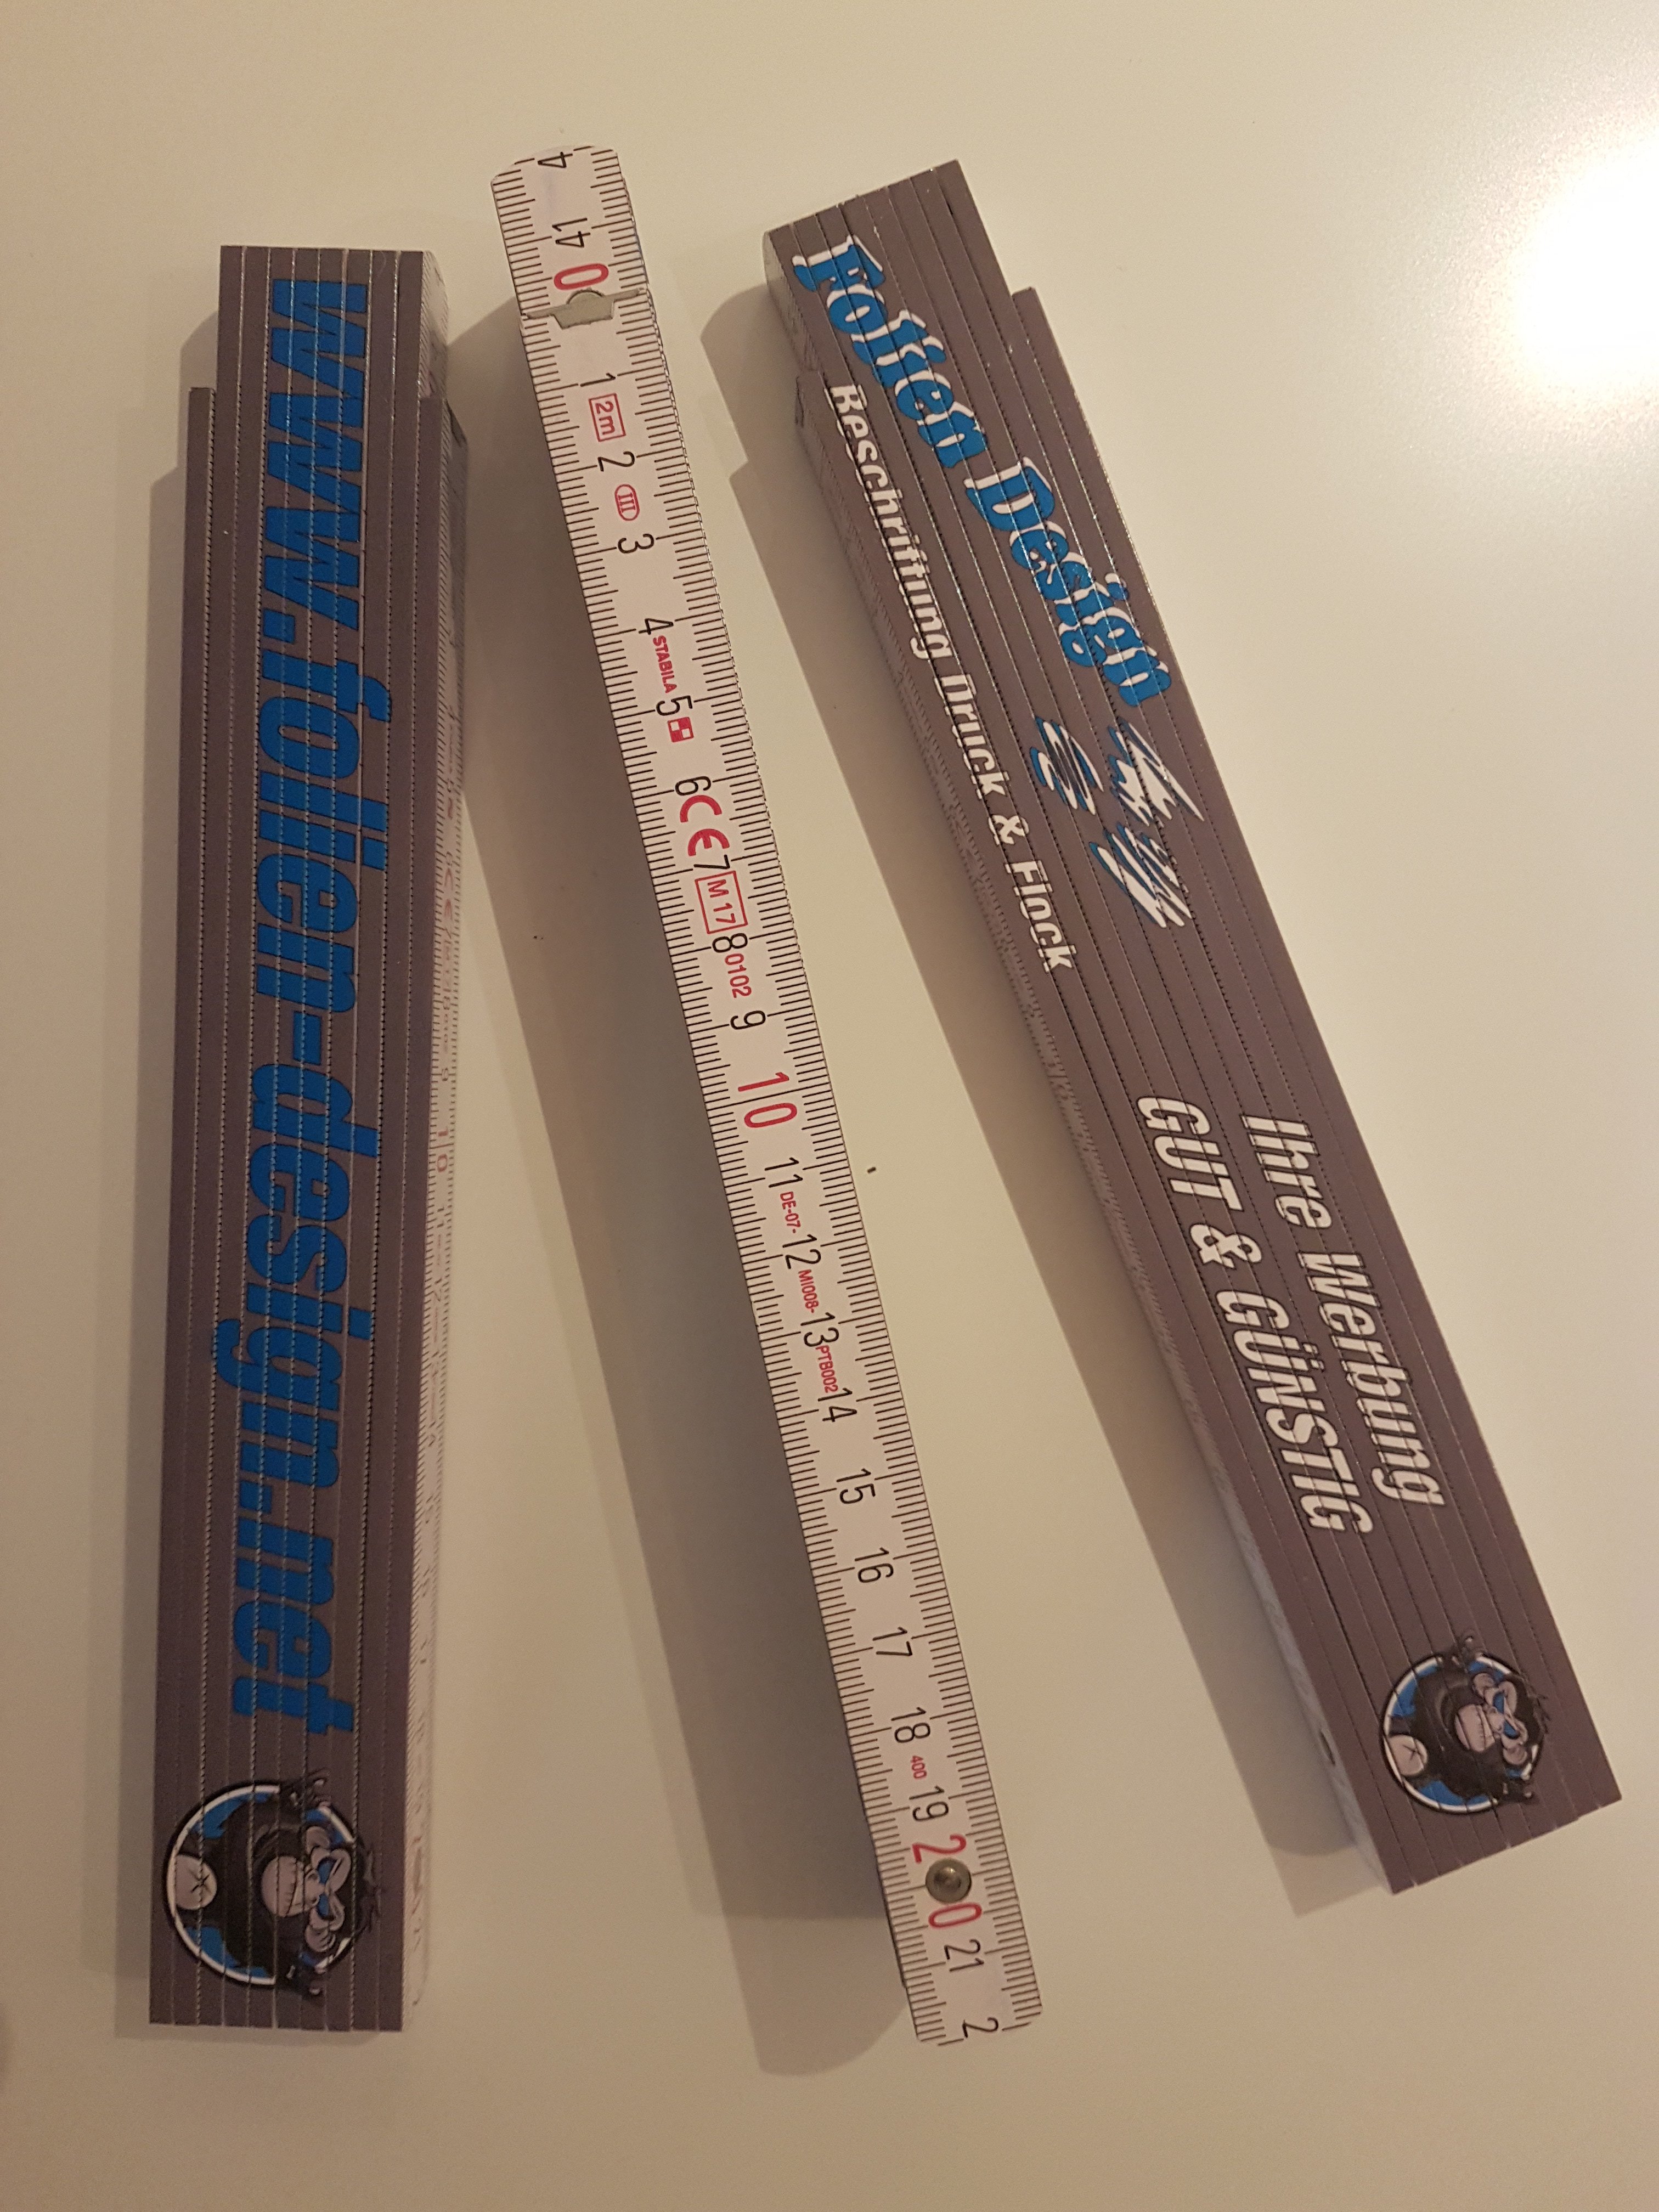 www.folien-design.net
4
41
0
1 2m 2 III 3 4 STABILA 5 6 CE 7 M17 8 0102 9 10 11 DE-07- 12 MI008- 13 PTB002 14 15 16 17 18 400 19 20 21 2
Folien Design
Beschriftung Druck & Flock
Ihre Werbung
GUT & GÜNSTIG